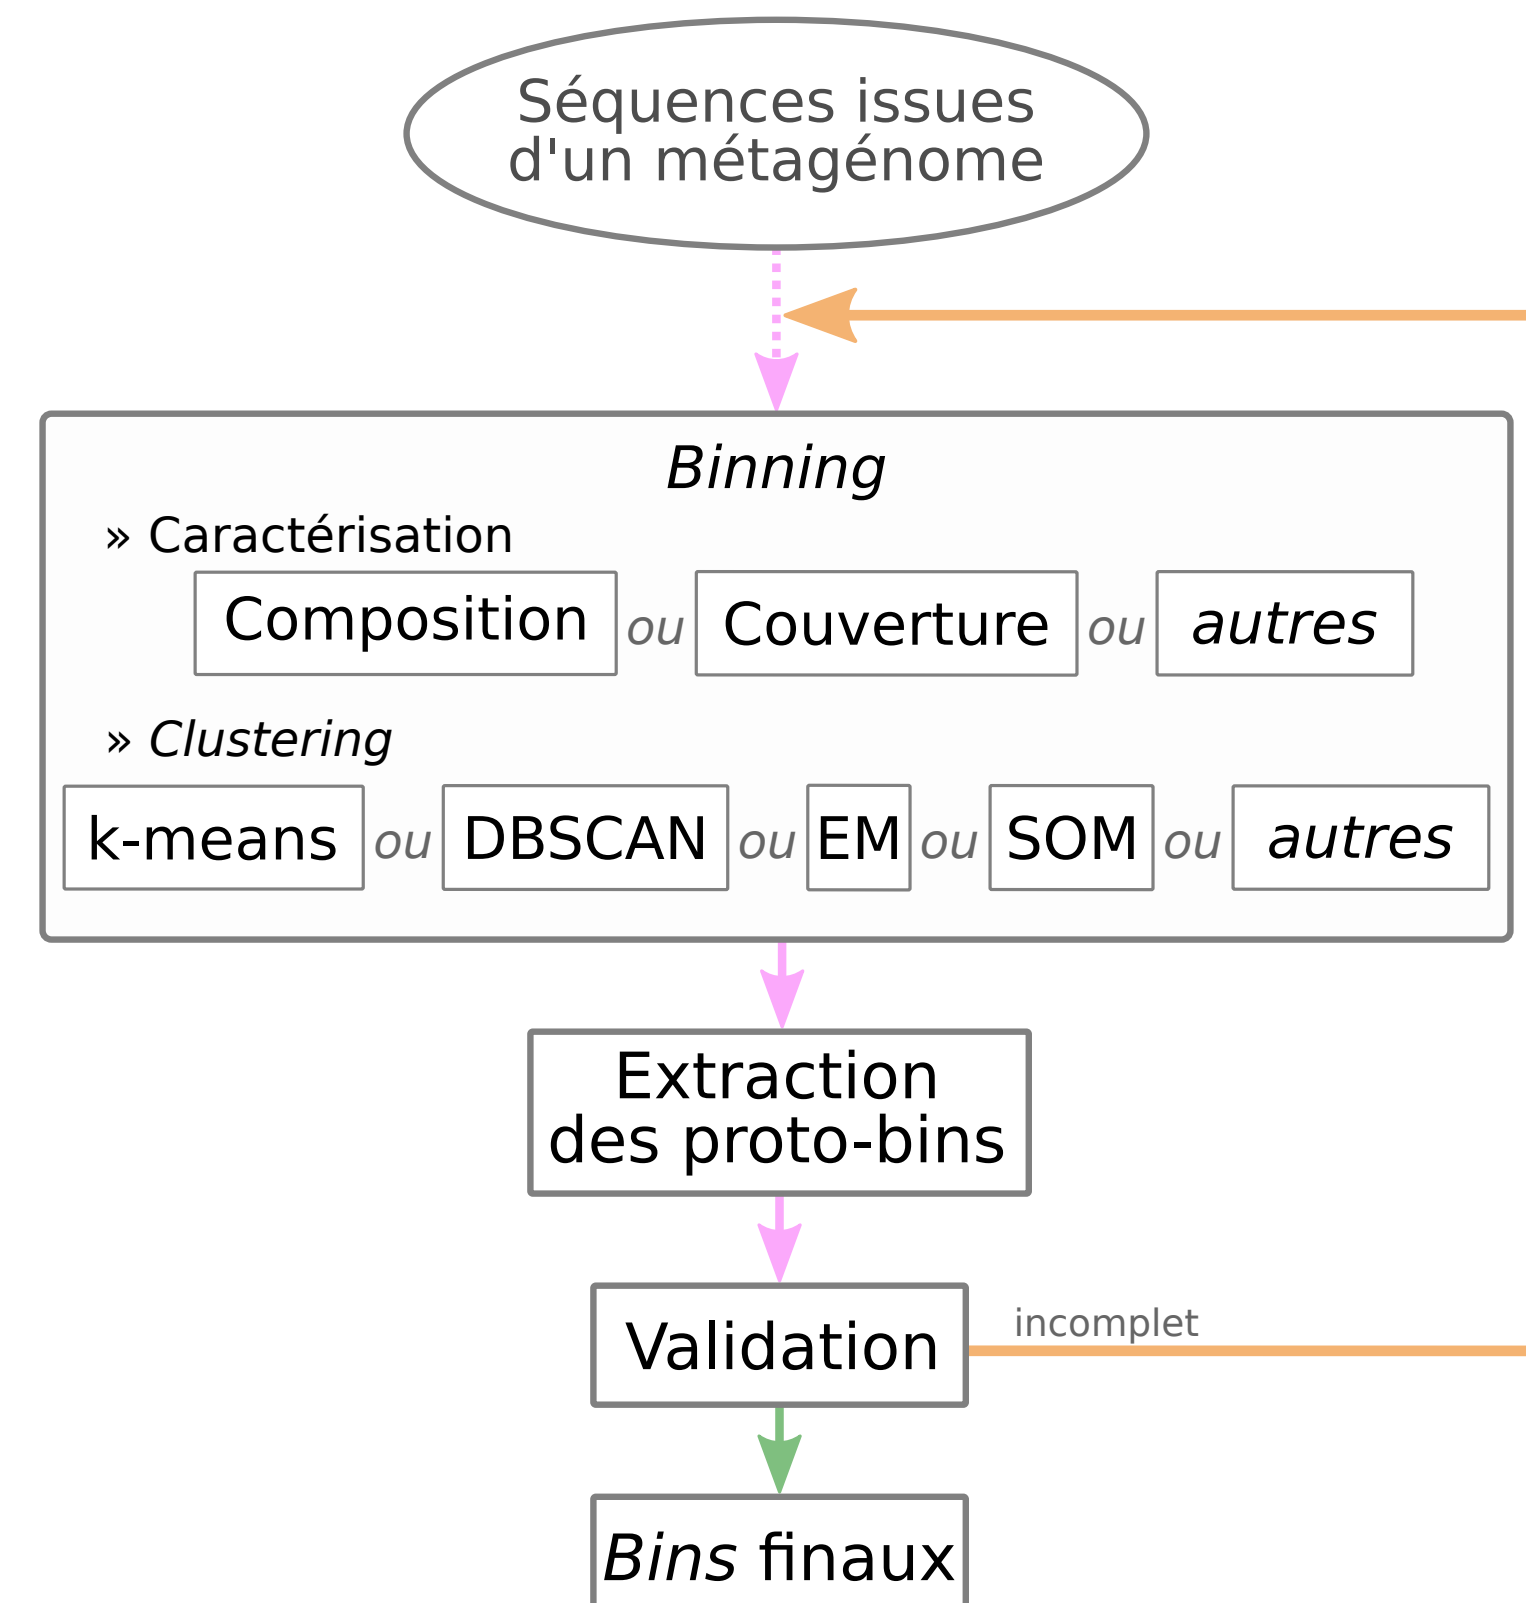 Séquences issues
d'un métagénome
Binning
» Caractérisation
Composition ou Couverture ou autres
» Clustering
k-means ou DBSCAN ou EM ou SOM ou autres
Extraction
des proto-bins
Validation
incomplet
Bins finaux